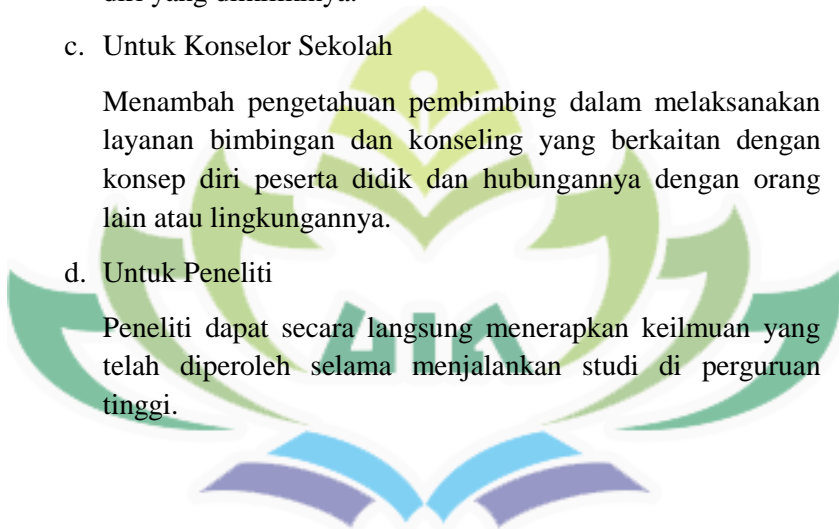 c. Untuk Konselor Sekolah
Menambah pengetahuan pembimbing dalam melaksanakan
layanan bimbingan dan konseling yang berkaitan dengan
konsep diri peserta didik dan hubungannya dengan orang
lain atau lingkungannya.
d. Untuk Peneliti
Peneliti dapat secara langsung menerapkan keilmuan yang
telah diperoleh selama menjalankan studi di perguruan
tinggi.